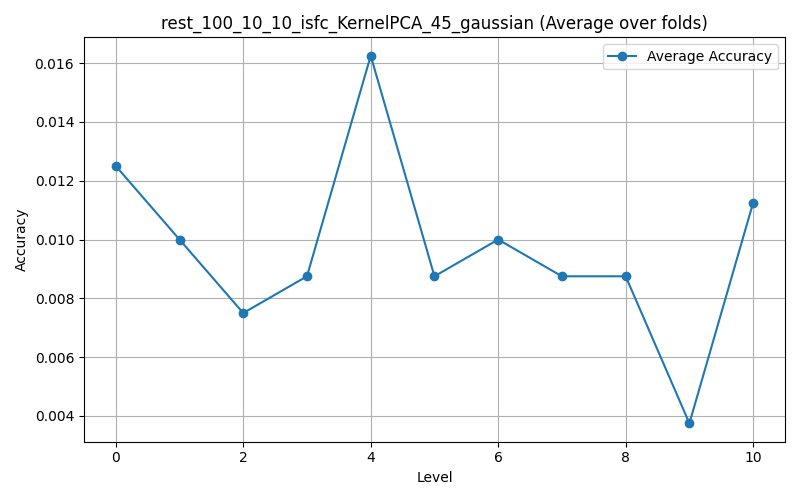 rest_100_10_10_isfc_KernelPCA_45_gaussian (Average over folds)
Average Accuracy
0.016
0.014
0.012
0.010
0.008
0.006
0.004
Accuracy
0 2 4 6 8 10
Level